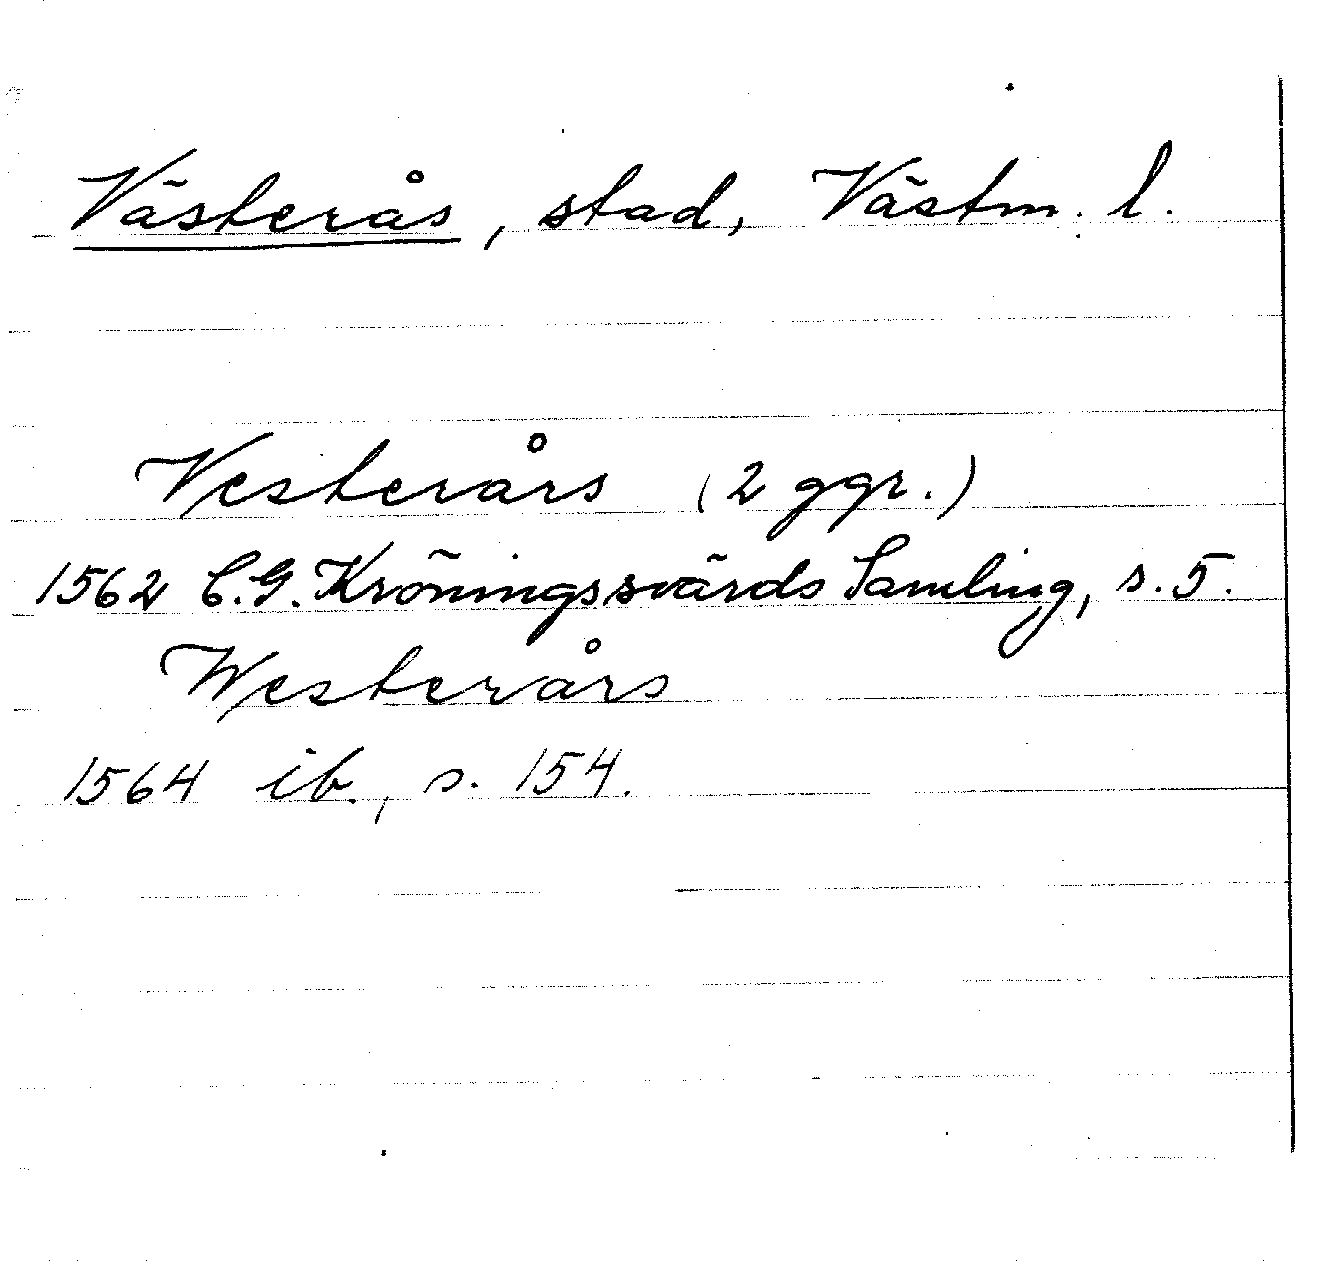 Västerås, stad, Västm. l.
Vesterårs (2 ggr.)
1562 C.G. Kröningssvärds Samling, s. 5.
Westerårs
1564 ib., s. 154.